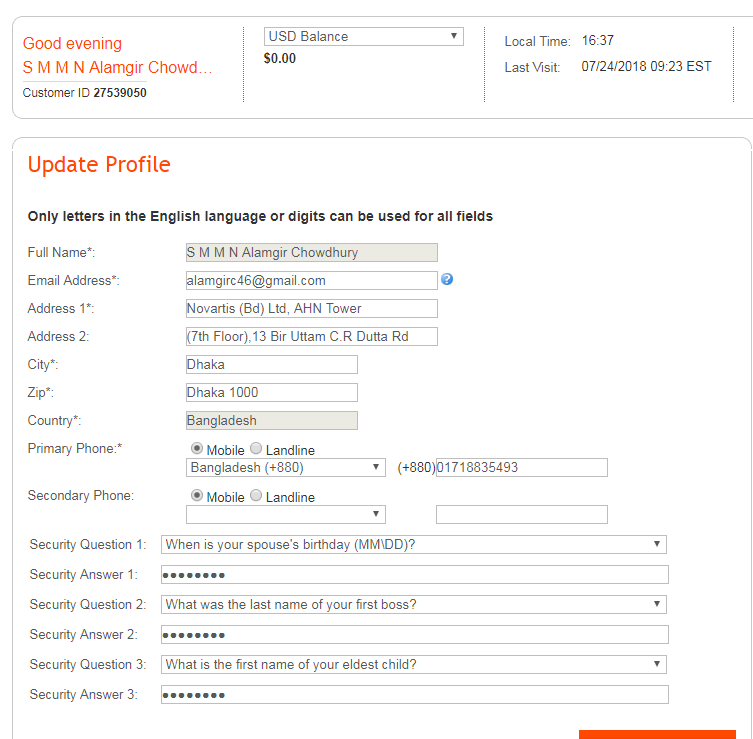 Good evening
S M M N Alamgir Chowd...
Customer ID 27539050
USD Balance
$0.00
Local Time: 16:37
Last Visit: 07/24/2018 09:23 EST
Update Profile
Only letters in the English language or digits can be used for all fields
Full Name*: S M M N Alamgir Chowdhury
Email Address*: alamgirc46@gmail.com
Address 1*: Novartis (Bd) Ltd, AHN Tower
Address 2: (7th Floor),13 Bir Uttam C.R Dutta Rd
City*: Dhaka
Zip*: Dhaka 1000
Country*: Bangladesh
Primary Phone:* Mobile Landline
Bangladesh (+880) (+880)01718835493
Secondary Phone: Mobile Landline
Security Question 1: When is your spouse's birthday (MM\DD)?
Security Answer 1: ●●●●●●●●
Security Question 2: What was the last name of your first boss?
Security Answer 2: ●●●●●●●●
Security Question 3: What is the first name of your eldest child?
Security Answer 3: ●●●●●●●●